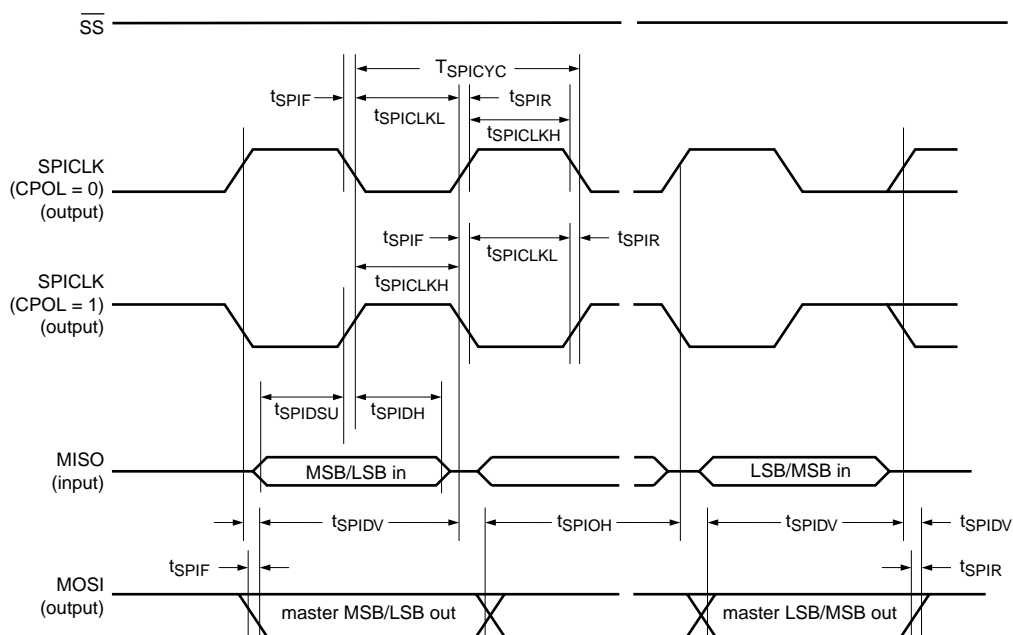 SS
TSPICYC
tSPIF
tSPIR
tSPICLKL
tSPICLKH
SPICLK
(CPOL = 0)
(output)
tSPIF
tSPIR
tSPICLKL
tSPICLKH
SPICLK
(CPOL = 1)
(output)
tSPIDSU
tSPIDH
MISO
(input)
MSB/LSB in
LSB/MSB in
tSPIDV
tSPIOH
tSPIDV
tSPIDV
tSPIF
tSPIR
MOSI
(output)
master MSB/LSB out
master LSB/MSB out